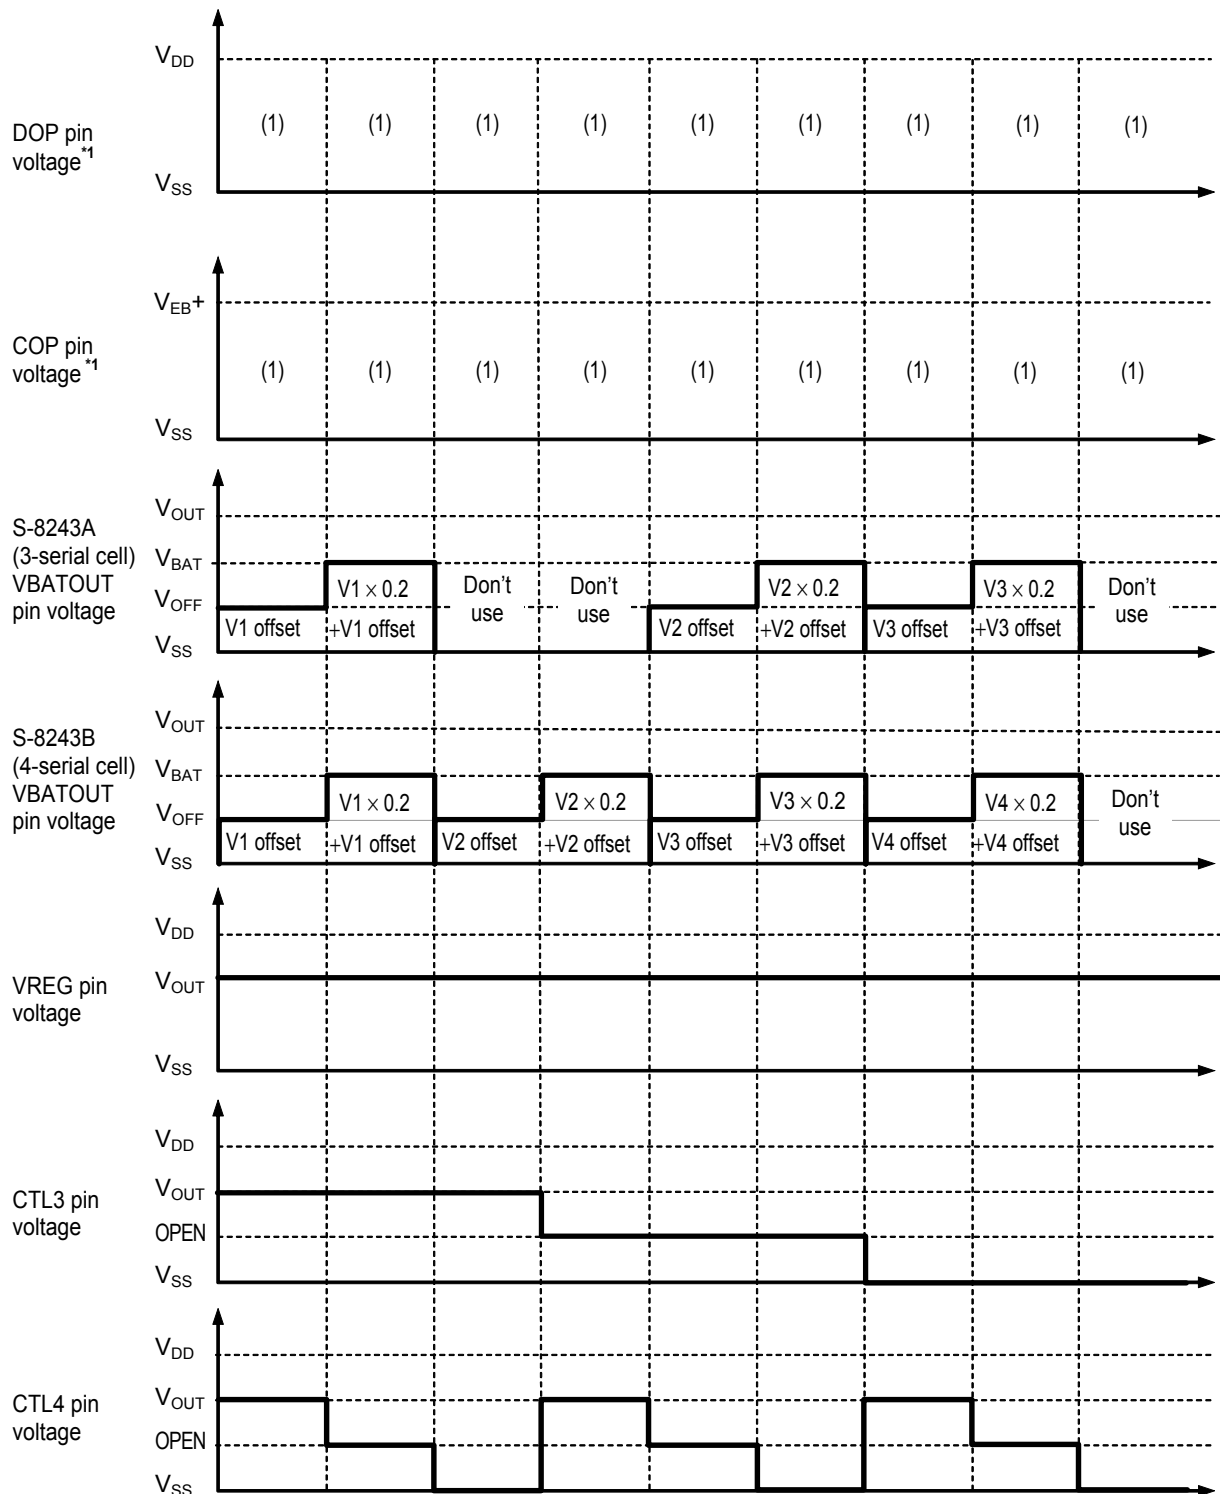 V_DD
DOP pin
voltage*1
(1) (1) (1) (1) (1) (1) (1) (1) (1)
V_SS
V_EB+
COP pin
voltage*1
(1) (1) (1) (1) (1) (1) (1) (1) (1)
V_SS
S-8243A
(3-serial cell)
VBATOUT
pin voltage
V_OUT
V_BAT
V_OFF
V_SS
V1 offset
V1 × 0.2
+V1 offset
Don't
use
Don't
use
V2 offset
V2 × 0.2
+V2 offset
V3 offset
V3 × 0.2
+V3 offset
Don't
use
S-8243B
(4-serial cell)
VBATOUT
pin voltage
V_OUT
V_BAT
V_OFF
V_SS
V1 offset
V1 × 0.2
+V1 offset
V2 offset
V2 × 0.2
+V2 offset
V3 offset
V3 × 0.2
+V3 offset
V4 offset
V4 × 0.2
+V4 offset
Don't
use
VREG pin
voltage
V_DD
V_OUT
V_SS
CTL3 pin
voltage
V_DD
V_OUT
OPEN
V_SS
CTL4 pin
voltage
V_DD
V_OUT
OPEN
V_SS